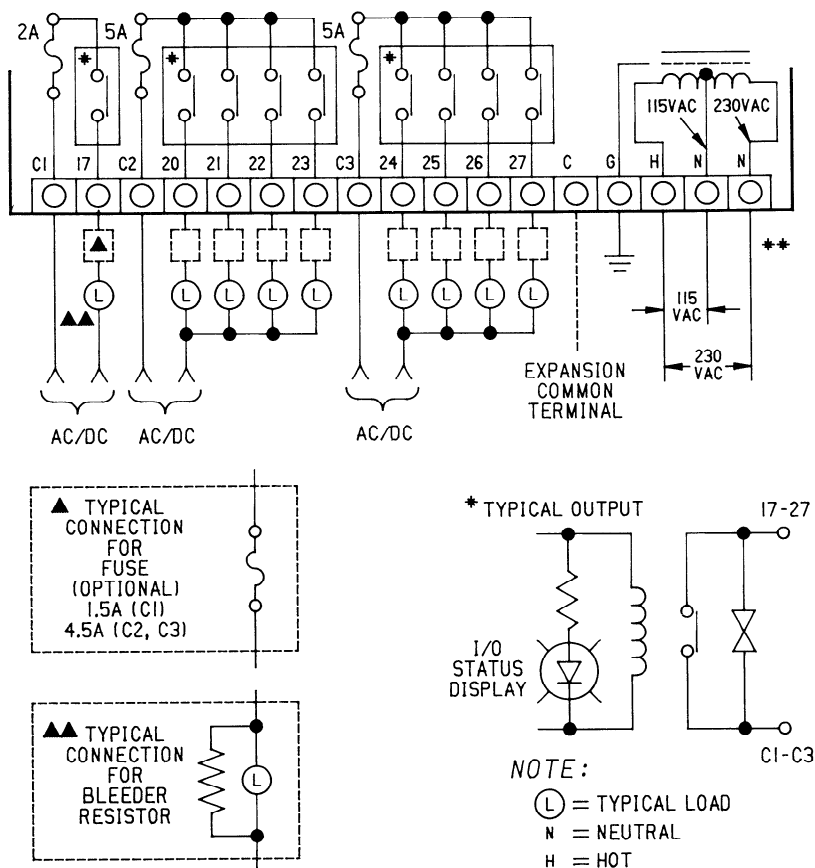 2A
5A
5A
*
*
*
115VAC
230VAC
C1 17 C2 20 21 22 23 C3 24 25 26 27 C G H N N
▲
**
L L L L L L L L L
▲▲
115
VAC
230
VAC
AC/DC
AC/DC
AC/DC
EXPANSION
COMMON
TERMINAL
▲ TYPICAL
CONNECTION
FOR
FUSE
(OPTIONAL)
1.5A (C1)
4.5A (C2, C3)
* TYPICAL OUTPUT
17-27
I/O
STATUS
DISPLAY
C1-C3
▲▲ TYPICAL
CONNECTION
FOR
BLEEDER
RESISTOR
L
NOTE:
L = TYPICAL LOAD
N = NEUTRAL
H = HOT